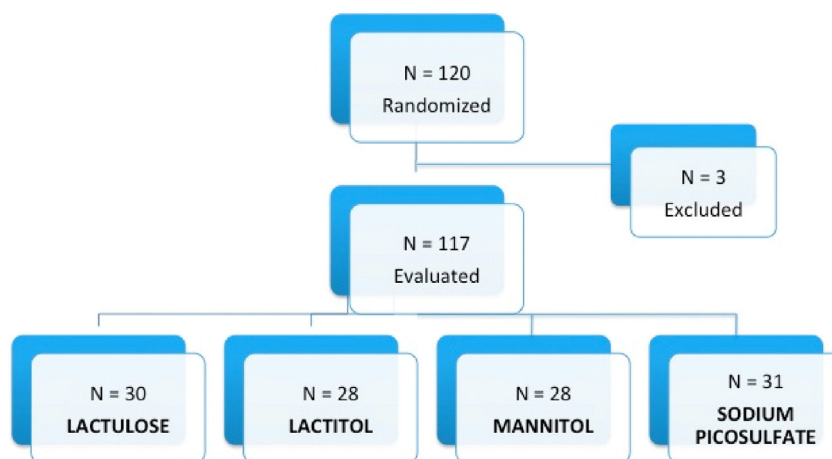 N = 120
Randomized
N = 3
Excluded
N = 117
Evaluated
N = 30
LACTULOSE
N = 28
LACTITOL
N = 28
MANNITOL
N = 31
SODIUM
PICOSULFATE